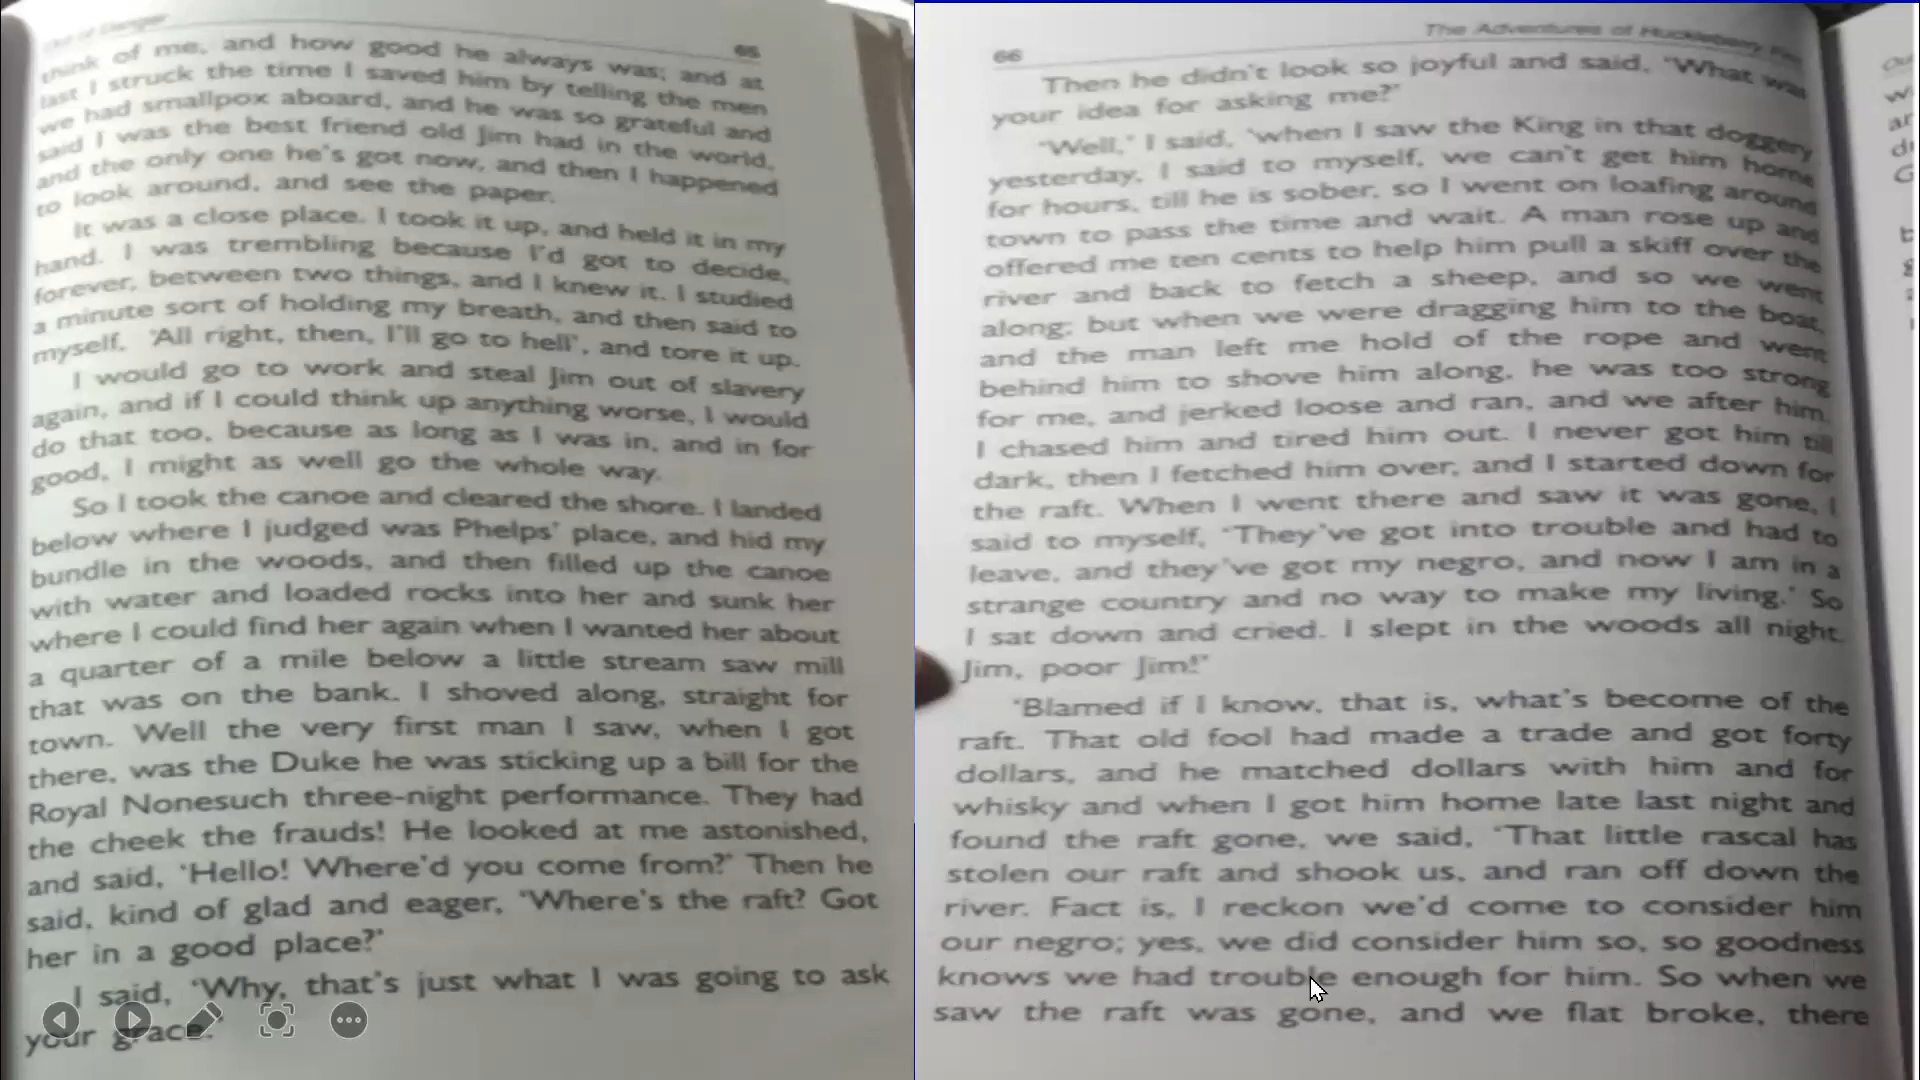 Out of Danger 65
think of me, and how good he always was; and at
last I struck the time I saved him by telling the men
we had smallpox aboard, and he was so grateful and
said I was the best friend old Jim had in the world,
and the only one he's got now, and then I happened
to look around, and see the paper.
It was a close place. I took it up, and held it in my
hand. I was trembling because I'd got to decide,
forever, between two things, and I knew it. I studied
a minute sort of holding my breath, and then said to
myself, 'All right, then, I'll go to hell', and tore it up.
I would go to work and steal Jim out of slavery
again, and if I could think up anything worse, I would
do that too, because as long as I was in, and in for
good, I might as well go the whole way.
So I took the canoe and cleared the shore. I landed
below where I judged was Phelps' place, and hid my
bundle in the woods, and then filled up the canoe
with water and loaded rocks into her and sunk her
where I could find her again when I wanted her about
a quarter of a mile below a little stream saw mill
that was on the bank. I shoved along, straight for
town. Well the very first man I saw, when I got
there, was the Duke he was sticking up a bill for the
Royal Nonesuch three-night performance. They had
the cheek the frauds! He looked at me astonished,
and said, 'Hello! Where'd you come from?' Then he
said, kind of glad and eager, 'Where's the raft? Got
her in a good place?'
I said, 'Why, that's just what I was going to ask
your grace.'
66 The Adventures of Huckleberry Finn
Then he didn't look so joyful and said, 'What was
your idea for asking me?'
'Well,' I said, 'when I saw the King in that doggery
yesterday, I said to myself, we can't get him home
for hours, till he is sober, so I went on loafing around
town to pass the time and wait. A man rose up and
offered me ten cents to help him pull a skiff over the
river and back to fetch a sheep, and so we went
along; but when we were dragging him to the boat,
and the man left me hold of the rope and went
behind him to shove him along, he was too strong
for me, and jerked loose and ran, and we after him.
I chased him and tired him out. I never got him till
dark, then I fetched him over, and I started down for
the raft. When I went there and saw it was gone, I
said to myself, 'They've got into trouble and had to
leave, and they've got my negro, and now I am in a
strange country and no way to make my living.' So
I sat down and cried. I slept in the woods all night.
Jim, poor Jim!'
'Blamed if I know, that is, what's become of the
raft. That old fool had made a trade and got forty
dollars, and he matched dollars with him and for
whisky and when I got him home late last night and
found the raft gone, we said, 'That little rascal has
stolen our raft and shook us, and ran off down the
river. Fact is, I reckon we'd come to consider him
our negro; yes, we did consider him so, so goodness
knows we had trouble enough for him. So when we
saw the raft was gone, and we flat broke, there